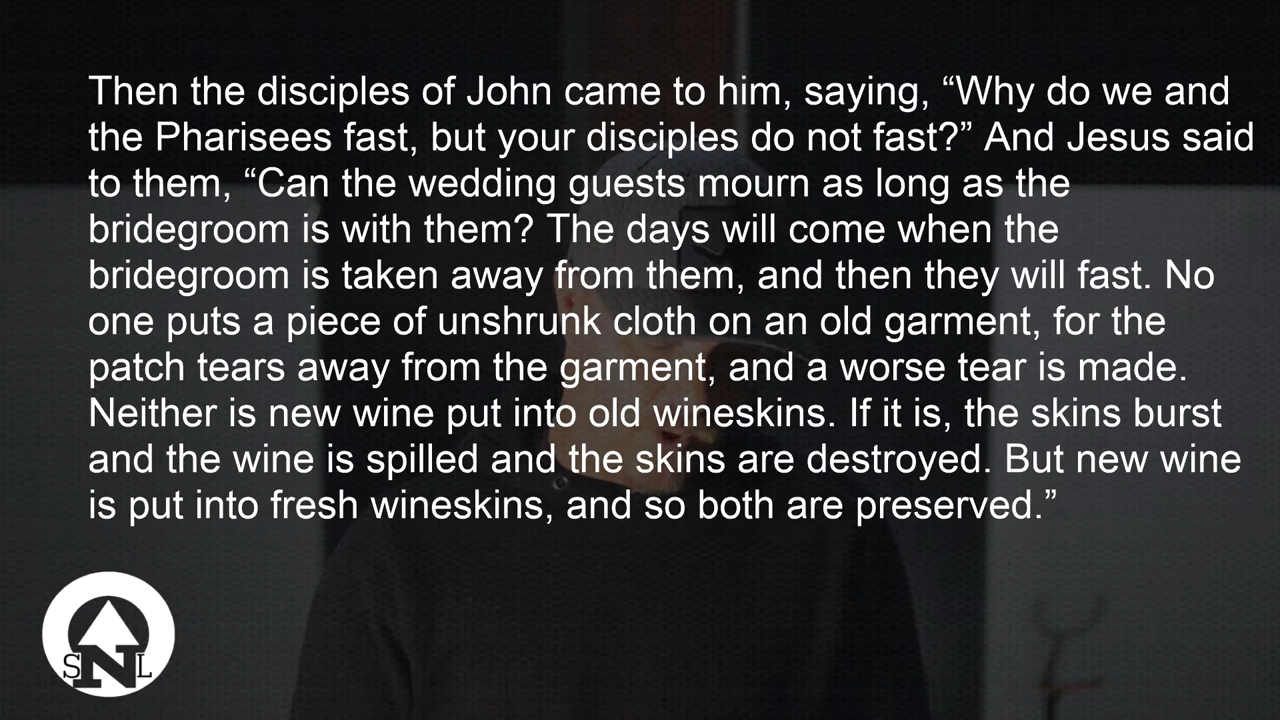 Then the disciples of John came to him, saying, “Why do we and
the Pharisees fast, but your disciples do not fast?” And Jesus said
to them, “Can the wedding guests mourn as long as the
bridegroom is with them? The days will come when the
bridegroom is taken away from them, and then they will fast. No
one puts a piece of unshrunk cloth on an old garment, for the
patch tears away from the garment, and a worse tear is made.
Neither is new wine put into old wineskins. If it is, the skins burst
and the wine is spilled and the skins are destroyed. But new wine
is put into fresh wineskins, and so both are preserved.”
SNL